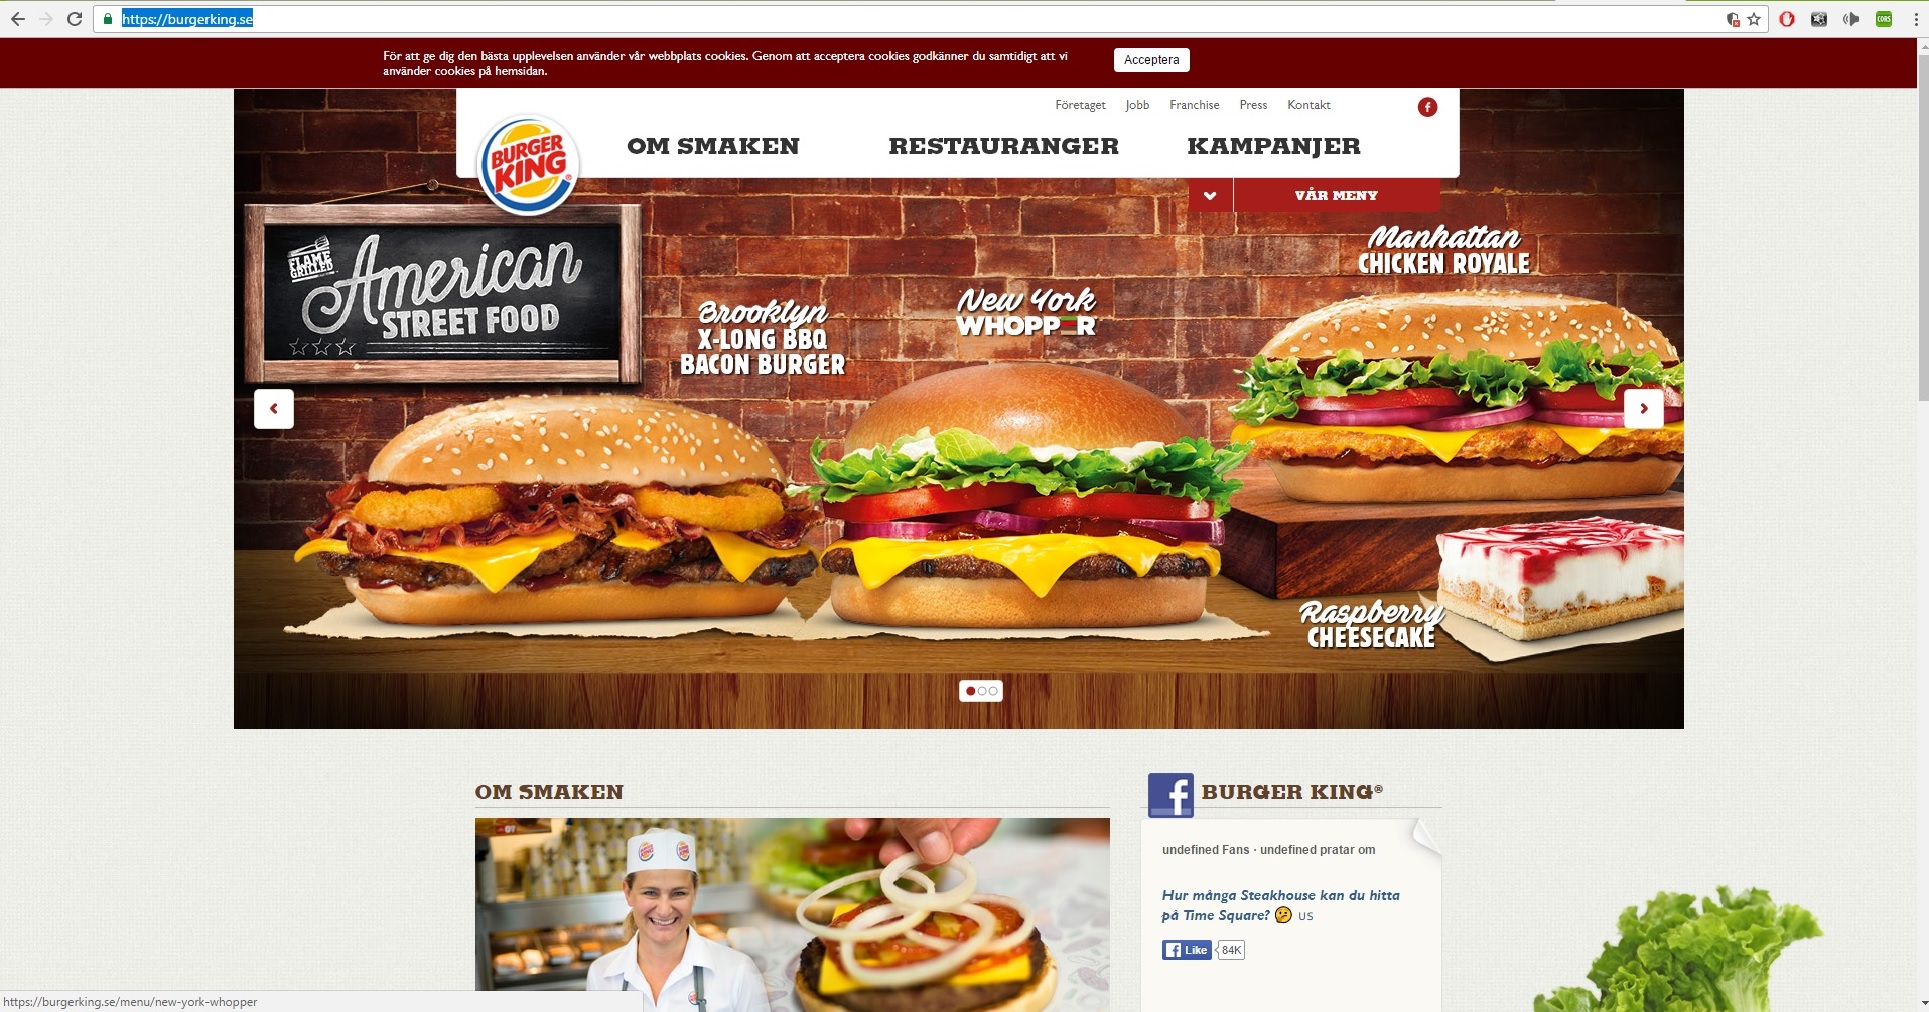 https://burgerking.se
För att ge dig den bästa upplevelsen använder vår webbplats cookies. Genom att acceptera cookies godkänner du samtidigt att vi
använder cookies på hemsidan.
Acceptera
Företaget Jobb Franchise Press Kontakt
BURGER
KING®
OM SMAKEN RESTAURANGER KAMPANJER
VÅR MENY
FLAME
GRILLED
American
STREET FOOD
Brooklyn
X-LONG BBQ
BACON BURGER
New York
WHOPPER
Manhattan
CHICKEN ROYALE
Raspberry
CHEESECAKE
OM SMAKEN
BURGER KING®
undefined Fans · undefined pratar om
Hur många Steakhouse kan du hitta
på Time Square? 🤔 US
Like 84K
https://burgerking.se/menu/new-york-whopper